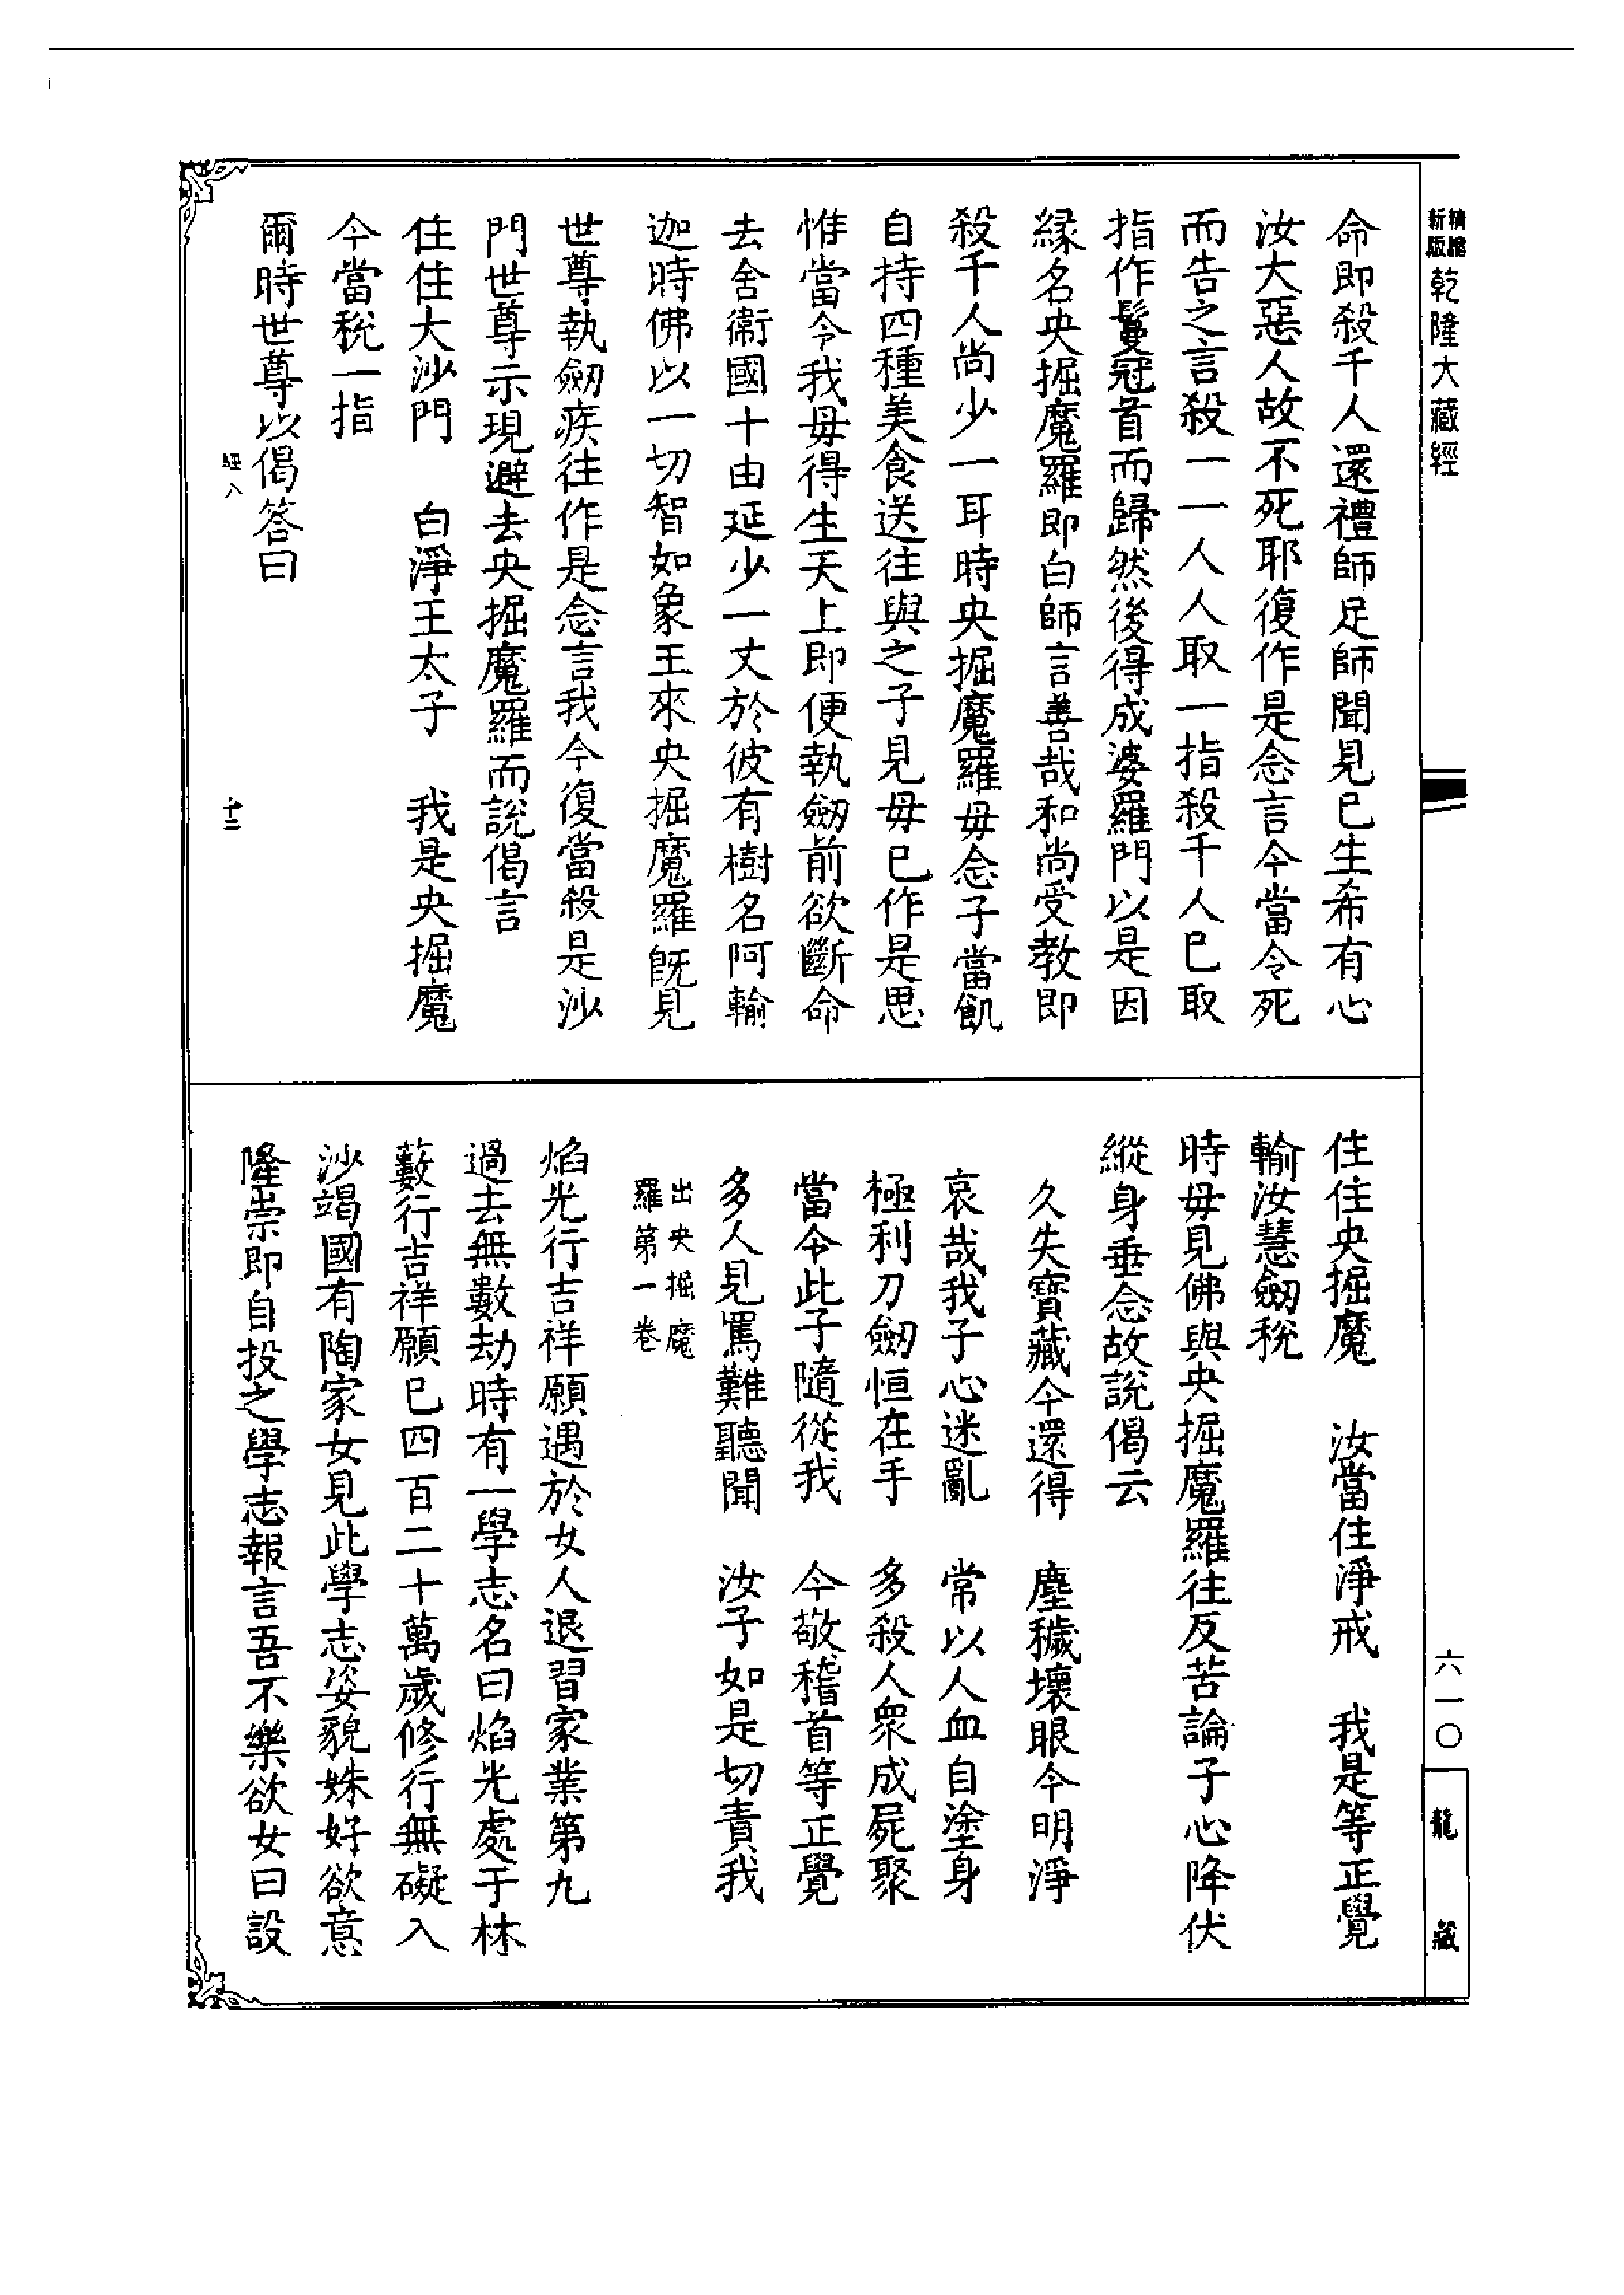 i
精縮
新版
乾隆大藏經
六一〇
龍藏
命即殺千人還禮師足師聞見已生希有心
汝大惡人故不死耶復作是念言今當令死
而告之言殺一一人人取一指殺千人已取
指作鬘冠首而歸然後得成婆羅門以是因
緣名央掘魔羅即白師言善哉和尚受教即
殺千人尚少一耳時央掘魔羅母念子當飢
自持四種美食送往與之子見母已作是思
惟當令我母得生天上即便執劒前欲斷命
去舍衛國十由延少一丈於彼有樹名阿輸
迦時佛以一切智如象王來央掘魔羅既見
世尊執劒疾往作是念言我今復當殺是沙
門世尊示現避去央掘魔羅而說偈言
住住大沙門　白淨王太子　我是央掘魔
今當稅一指
爾時世尊以偈答曰
十二
住住央掘魔　汝當住淨戒　我是等正覺
輸汝慧劒稅
時母見佛與央掘魔羅往反苦論子心降伏
縱身垂念故說偈云
久失寶藏今還得　塵穢壞眼今明淨
哀哉我子心迷亂　常以人血自塗身
極利刀劒恒在手　多殺人眾成屍聚
當令此子隨從我　今敬稽首等正覺
多人見罵難聽聞　汝子如是切責我
出央掘魔
羅第一卷
焰光行吉祥願遇於女人退習家業第九
過去無數劫時有一學志名曰焰光處于林
藪行吉祥願已四百二十萬歲修行無礙入
沙竭國有陶家女見此學志姿貌姝好欲意
隆崇即自投之學志報言吾不樂欲女曰設